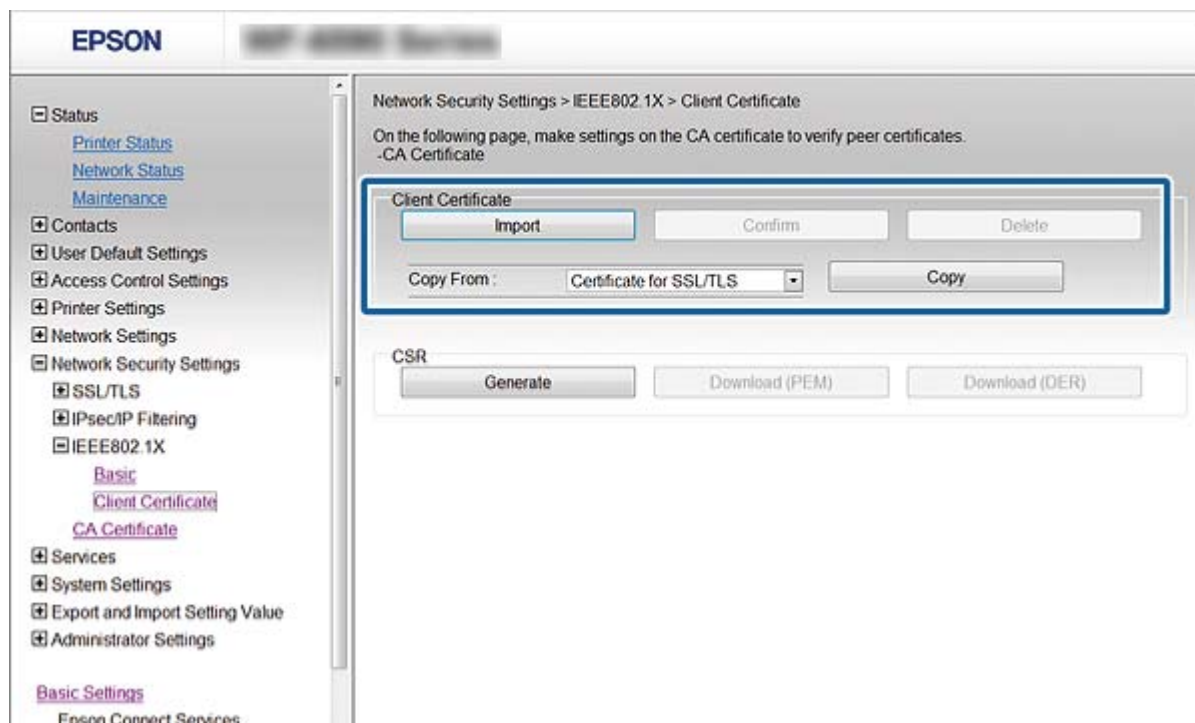 EPSON
Status
Printer Status
Network Status
Maintenance
Contacts
User Default Settings
Access Control Settings
Printer Settings
Network Settings
Network Security Settings
SSL/TLS
IPsec/IP Filtering
IEEE802.1X
Basic
Client Certificate
CA Certificate
Services
System Settings
Export and Import Setting Value
Administrator Settings
Basic Settings
Epson Connect Services
Network Security Settings > IEEE802.1X > Client Certificate
On the following page, make settings on the CA certificate to verify peer certificates.
-CA Certificate
Client Certificate
Import Confirm Delete
Copy From : Certificate for SSL/TLS Copy
CSR
Generate Download (PEM) Download (DER)